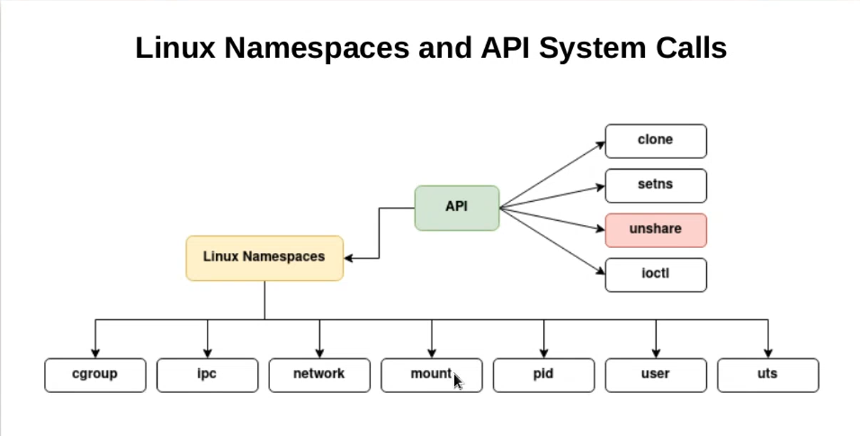 Linux Namespaces and API System Calls
clone
setns
API
unshare
Linux Namespaces
ioctl
cgroup
ipc
network
mount
pid
user
uts